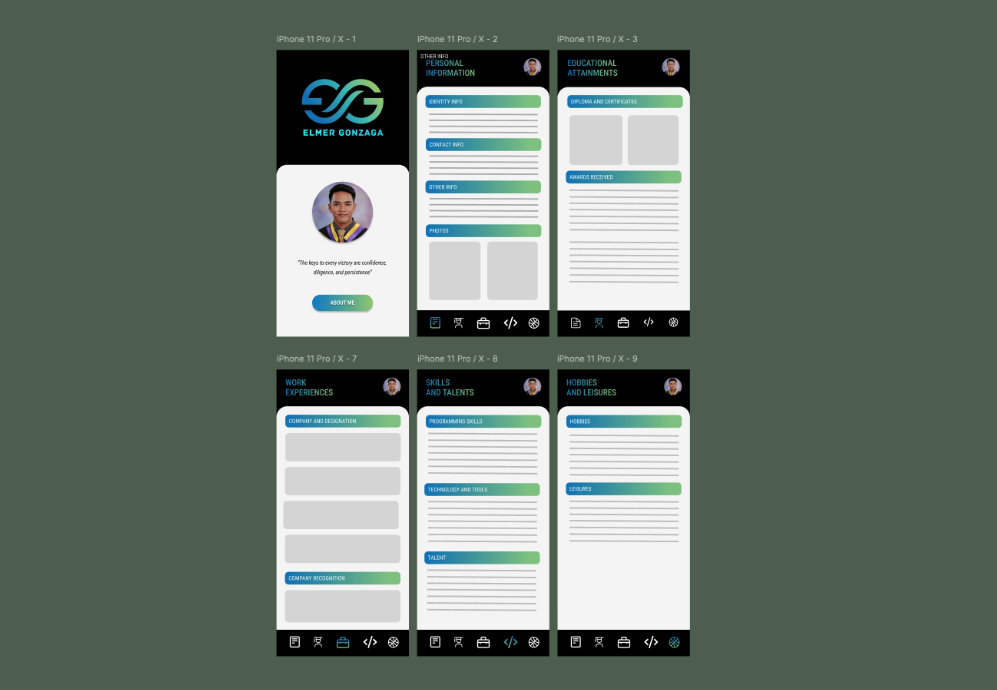 iPhone 11 Pro / X - 1
ELMER GONZAGA
"The keys to every victory are confidence,
diligence, and persistence"
ABOUT ME
iPhone 11 Pro / X - 2
OTHER INFO
PERSONAL
INFORMATION
IDENTITY INFO
CONTACT INFO
OTHER INFO
PHOTOS
iPhone 11 Pro / X - 3
EDUCATIONAL
ATTAINMENTS
DIPLOMA AND CERTIFICATES
AWARDS RECEIVED
iPhone 11 Pro / X - 7
WORK
EXPERIENCES
COMPANY AND DESIGNATION
COMPANY RECOGNITION
iPhone 11 Pro / X - 8
SKILLS
AND TALENTS
PROGRAMMING SKILLS
TECHNOLOGY AND TOOLS
TALENT
iPhone 11 Pro / X - 9
HOBBIES
AND LEISURES
HOBBIES
LEISURES